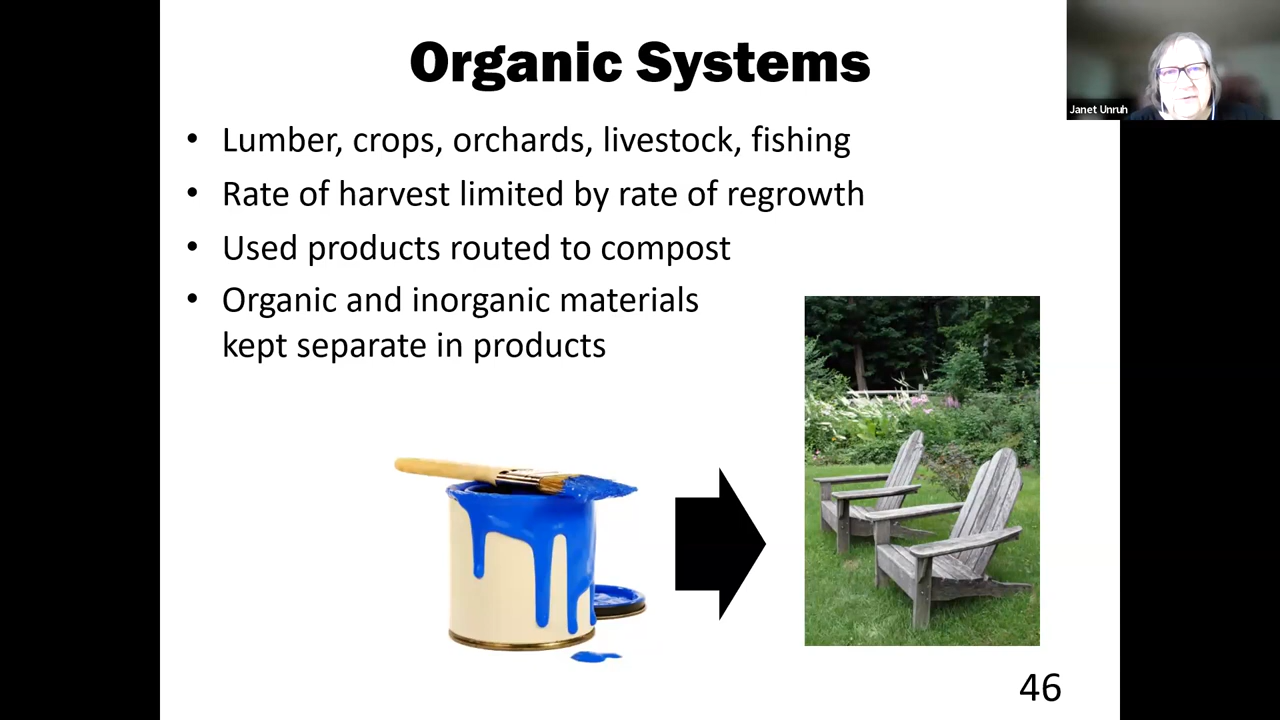 Organic Systems
Janet Unruh
• Lumber, crops, orchards, livestock, fishing
• Rate of harvest limited by rate of regrowth
• Used products routed to compost
• Organic and inorganic materials
kept separate in products
46